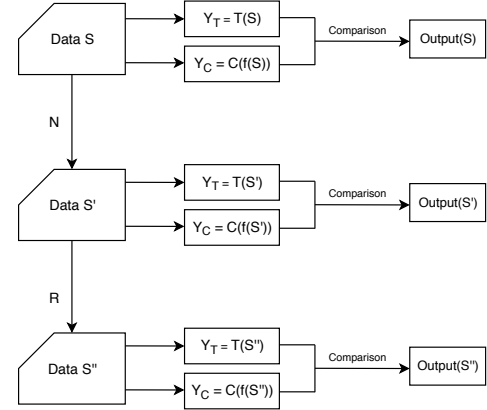 Data S
Y_T = T(S)
Y_C = C(f(S))
Comparison
Output(S)
N
Data S'
Y_T = T(S')
Y_C = C(f(S'))
Comparison
Output(S')
R
Data S"
Y_T = T(S")
Y_C = C(f(S"))
Comparison
Output(S")